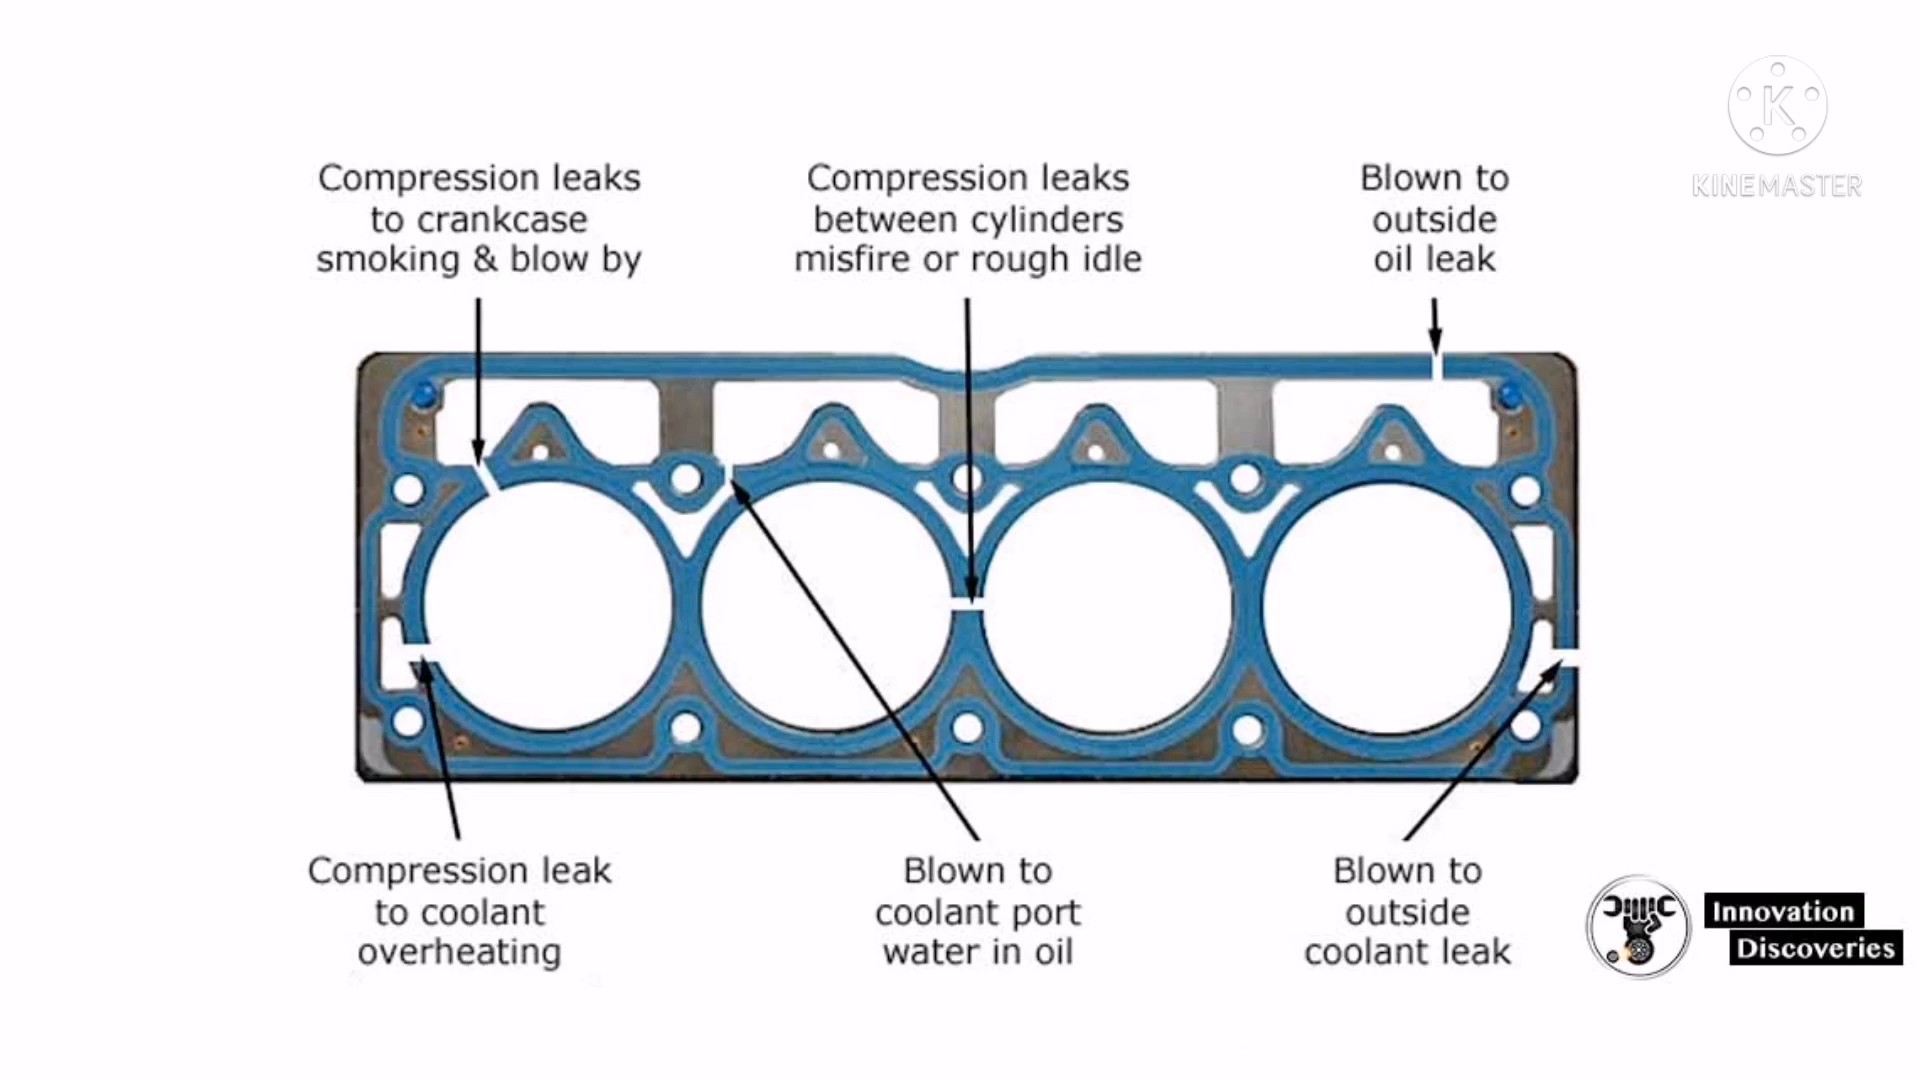 Compression leaks
to crankcase
smoking & blow by
Compression leaks
between cylinders
misfire or rough idle
Blown to
outside
oil leak
K
KINEMASTER
Compression leak
to coolant
overheating
Blown to
coolant port
water in oil
Blown to
outside
coolant leak
Innovation
Discoveries